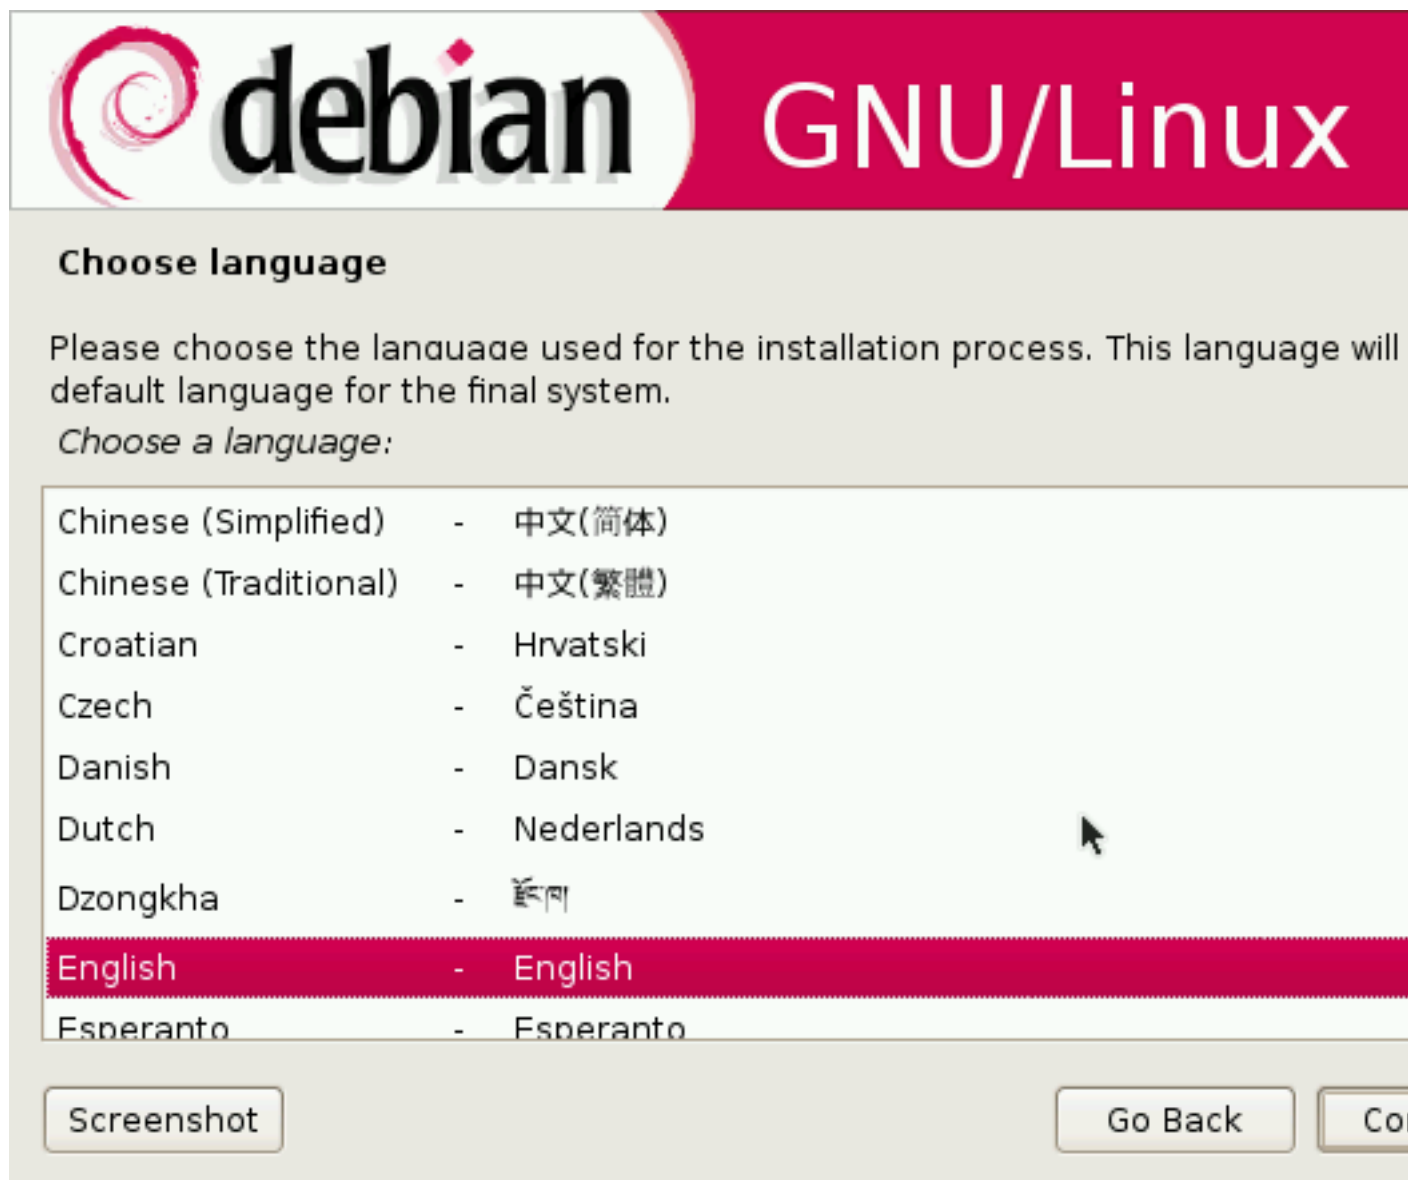 debian GNU/Linux
Choose language
Please choose the language used for the installation process. This language will
default language for the final system.
Choose a language:
Chinese (Simplified) - 中文(简体)
Chinese (Traditional) - 中文(繁體)
Croatian - Hrvatski
Czech - Čeština
Danish - Dansk
Dutch - Nederlands
Dzongkha - རྫོང་ཁ།
English - English
Esperanto - Esperanto
Screenshot Go Back